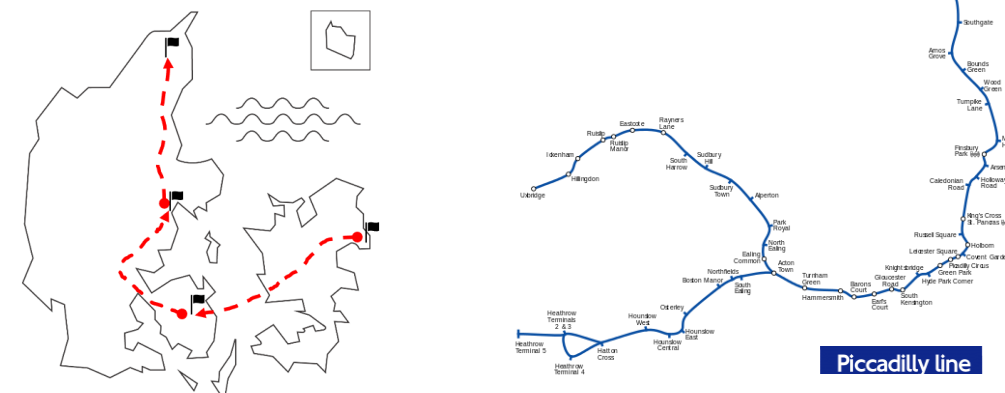 Southgate
Arnos
Grove
Bounds
Green
Wood
Green
Turnpike
Lane
Finsbury
Park
Caledonian
Road
Holloway
King's Cross
St. Pancras
Russell Square
Holborn
Leicester Square
Covent
Piccadilly Circus
Green Park
Hyde Park Corner
Knightsbridge
Gloucester
Road
South
Kensington
Earl's
Court
Barons
Court
Hammersmith
Turnham
Green
Acton
Town
Ealing
Common
North
Ealing
Park
Royal
Alperton
Sudbury
Town
Sudbury
Hill
South
Harrow
Rayners
Lane
Eastcote
Ruislip
Manor
Ruislip
Ickenham
Hillingdon
Uxbridge
South
Ealing
Northfields
Boston Manor
Osterley
Hounslow
East
Hounslow
Central
Hounslow
West
Hatton
Cross
Heathrow
Terminals
2 & 3
Heathrow
Terminal 4
Heathrow
Terminal 5
Piccadilly line